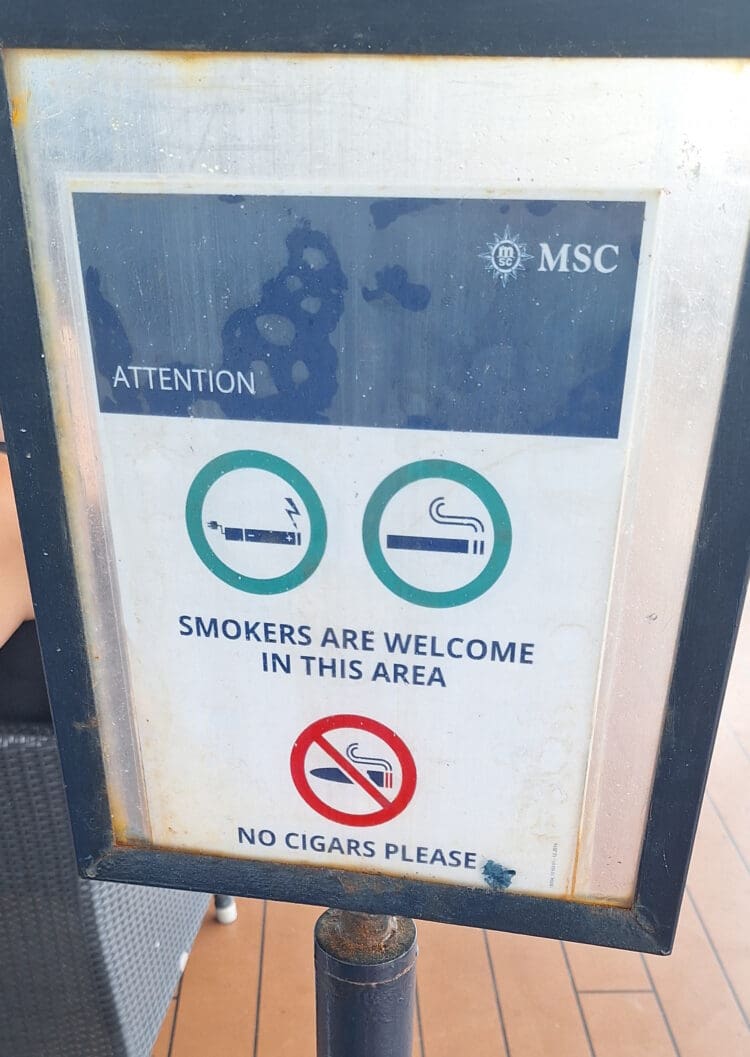 MSC
ATTENTION
SMOKERS ARE WELCOME
IN THIS AREA
NO CIGARS PLEASE